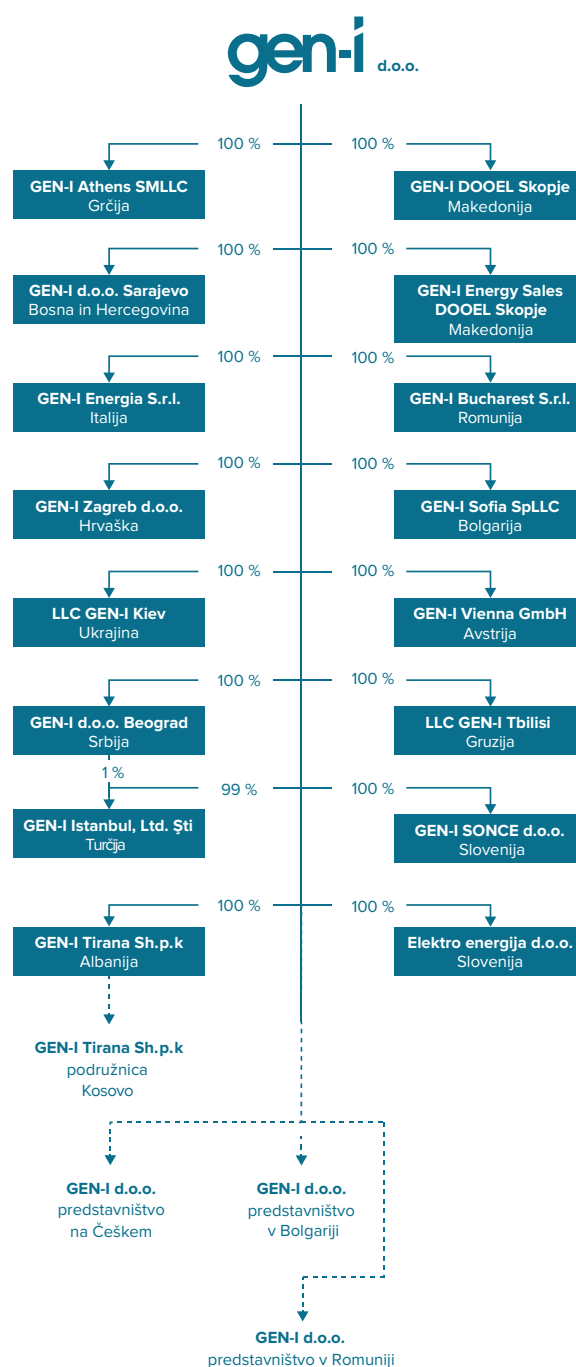 gen-i d.o.o.
100 %
100 %
GEN-I Athens SMLLC
Grčija
GEN-I DOOEL Skopje
Makedonija
100 %
100 %
GEN-I d.o.o. Sarajevo
Bosna in Hercegovina
GEN-I Energy Sales
DOOEL Skopje
Makedonija
100 %
100 %
GEN-I Energia S.r.l.
Italija
GEN-I Bucharest S.r.l.
Romunija
100 %
100 %
GEN-I Zagreb d.o.o.
Hrvaška
GEN-I Sofia SpLLC
Bolgarija
100 %
100 %
LLC GEN-I Kiev
Ukrajina
GEN-I Vienna GmbH
Avstrija
100 %
100 %
GEN-I d.o.o. Beograd
Srbija
LLC GEN-I Tbilisi
Gruzija
1 %
99 %
100 %
GEN-I Istanbul, Ltd. Şti
Turčija
GEN-I SONCE d.o.o.
Slovenija
100 %
100 %
GEN-I Tirana Sh.p.k
Albanija
Elektro energija d.o.o.
Slovenija
GEN-I Tirana Sh.p.k
podružnica
Kosovo
GEN-I d.o.o.
predstavništvo
na Češkem
GEN-I d.o.o.
predstavništvo
v Bolgariji
GEN-I d.o.o.
predstavništvo v Romuniji